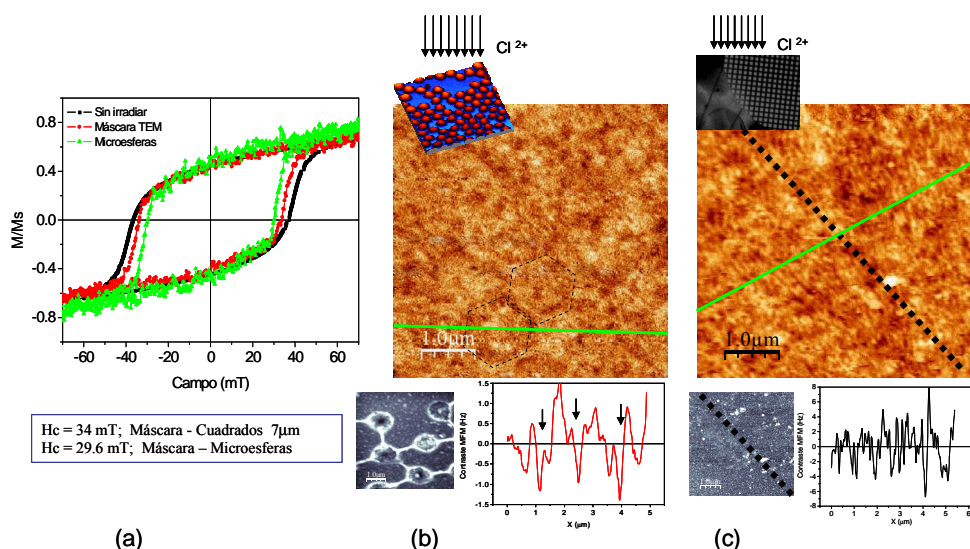 Cl 2+
Cl 2+
Sin irradiar
Máscara TEM
Microesferas
0.8
0.4
0.0
-0.4
-0.8
M/Ms
-60 -40 -20 0 20 40 60
Campo (mT)
Hc = 34 mT; Máscara - Cuadrados 7μm
Hc = 29.6 mT; Máscara – Microesferas
1.0μm
1.0μm
1.0μm
Contraste MFM (Hz)
1.5
1.0
0.5
0.0
-0.5
-1.0
-1.5
0 1 2 3 4 5
X (μm)
1.0μm
Contraste MFM (Hz)
8
6
4
2
0
-2
-4
-6
-8
0 1 2 3 4 5
X (μm)
(a) (b) (c)